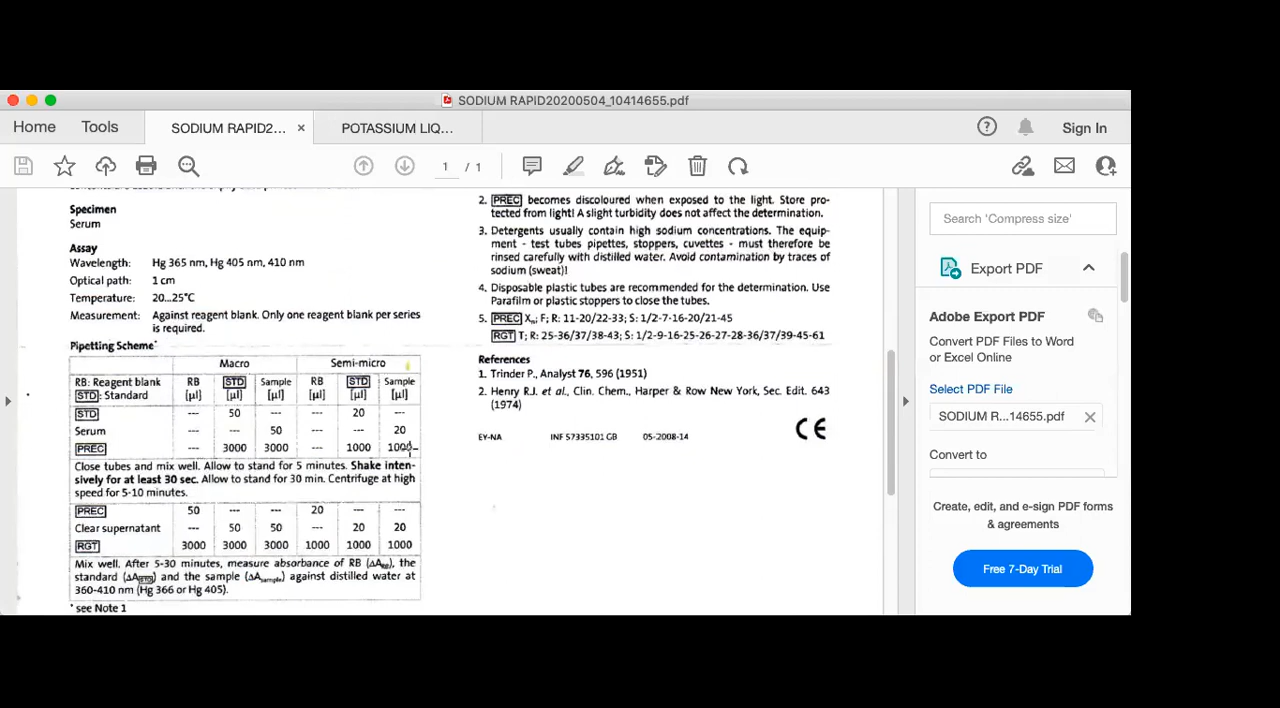 SODIUM RAPID20200504_10414655.pdf
Home Tools SODIUM RAPID2... × POTASSIUM LIQ... ? Sign In
1 / 1
Specimen
Serum
Assay
Wavelength: Hg 365 nm, Hg 405 nm, 410 nm
Optical path: 1 cm
Temperature: 20...25°C
Measurement: Against reagent blank. Only one reagent blank per series
is required.
Pipetting Scheme*
Macro Semi-micro
RB: Reagent blank RB STD Sample RB STD Sample
STD: Standard [µl] [µl] [µl] [µl] [µl] [µl]
STD --- 50 --- --- 20 ---
Serum --- --- 50 --- --- 20
PREC --- 3000 3000 --- 1000 1000
Close tubes and mix well. Allow to stand for 5 minutes. Shake inten-
sively for at least 30 sec. Allow to stand for 30 min. Centrifuge at high
speed for 5-10 minutes.
PREC 50 --- --- 20 --- ---
Clear supernatant --- 50 50 --- 20 20
RGT 3000 3000 3000 1000 1000 1000
Mix well. After 5-30 minutes, measure absorbance of RB (ΔA_RB), the
standard (ΔA_STD) and the sample (ΔA_sample) against distilled water at
360-410 nm (Hg 366 or Hg 405).
* see Note 1
2. PREC becomes discoloured when exposed to the light. Store pro-
tected from light! A slight turbidity does not affect the determination.
3. Detergents usually contain high sodium concentrations. The equip-
ment - test tubes pipettes, stoppers, cuvettes - must therefore be
rinsed carefully with distilled water. Avoid contamination by traces of
sodium (sweat)!
4. Disposable plastic tubes are recommended for the determination. Use
Parafilm or plastic stoppers to close the tubes.
5. PREC Xn; F; R: 11-20/22-33; S: 1/2-7-16-20/21-45
RGT T; R: 25-36/37/38-43; S: 1/2-9-16-25-26-27-28-36/37/39-45-61
References
1. Trinder P., Analyst 76, 596 (1951)
2. Henry R.J. et al., Clin. Chem., Harper & Row New York, Sec. Edit. 643
(1974)
EY-NA INF 57335101 GB 05-2008-14 CE
Search 'Compress size'
Export PDF
Adobe Export PDF
Convert PDF Files to Word
or Excel Online
Select PDF File
SODIUM R...14655.pdf
Convert to
Create, edit, and e-sign PDF forms
& agreements
Free 7-Day Trial